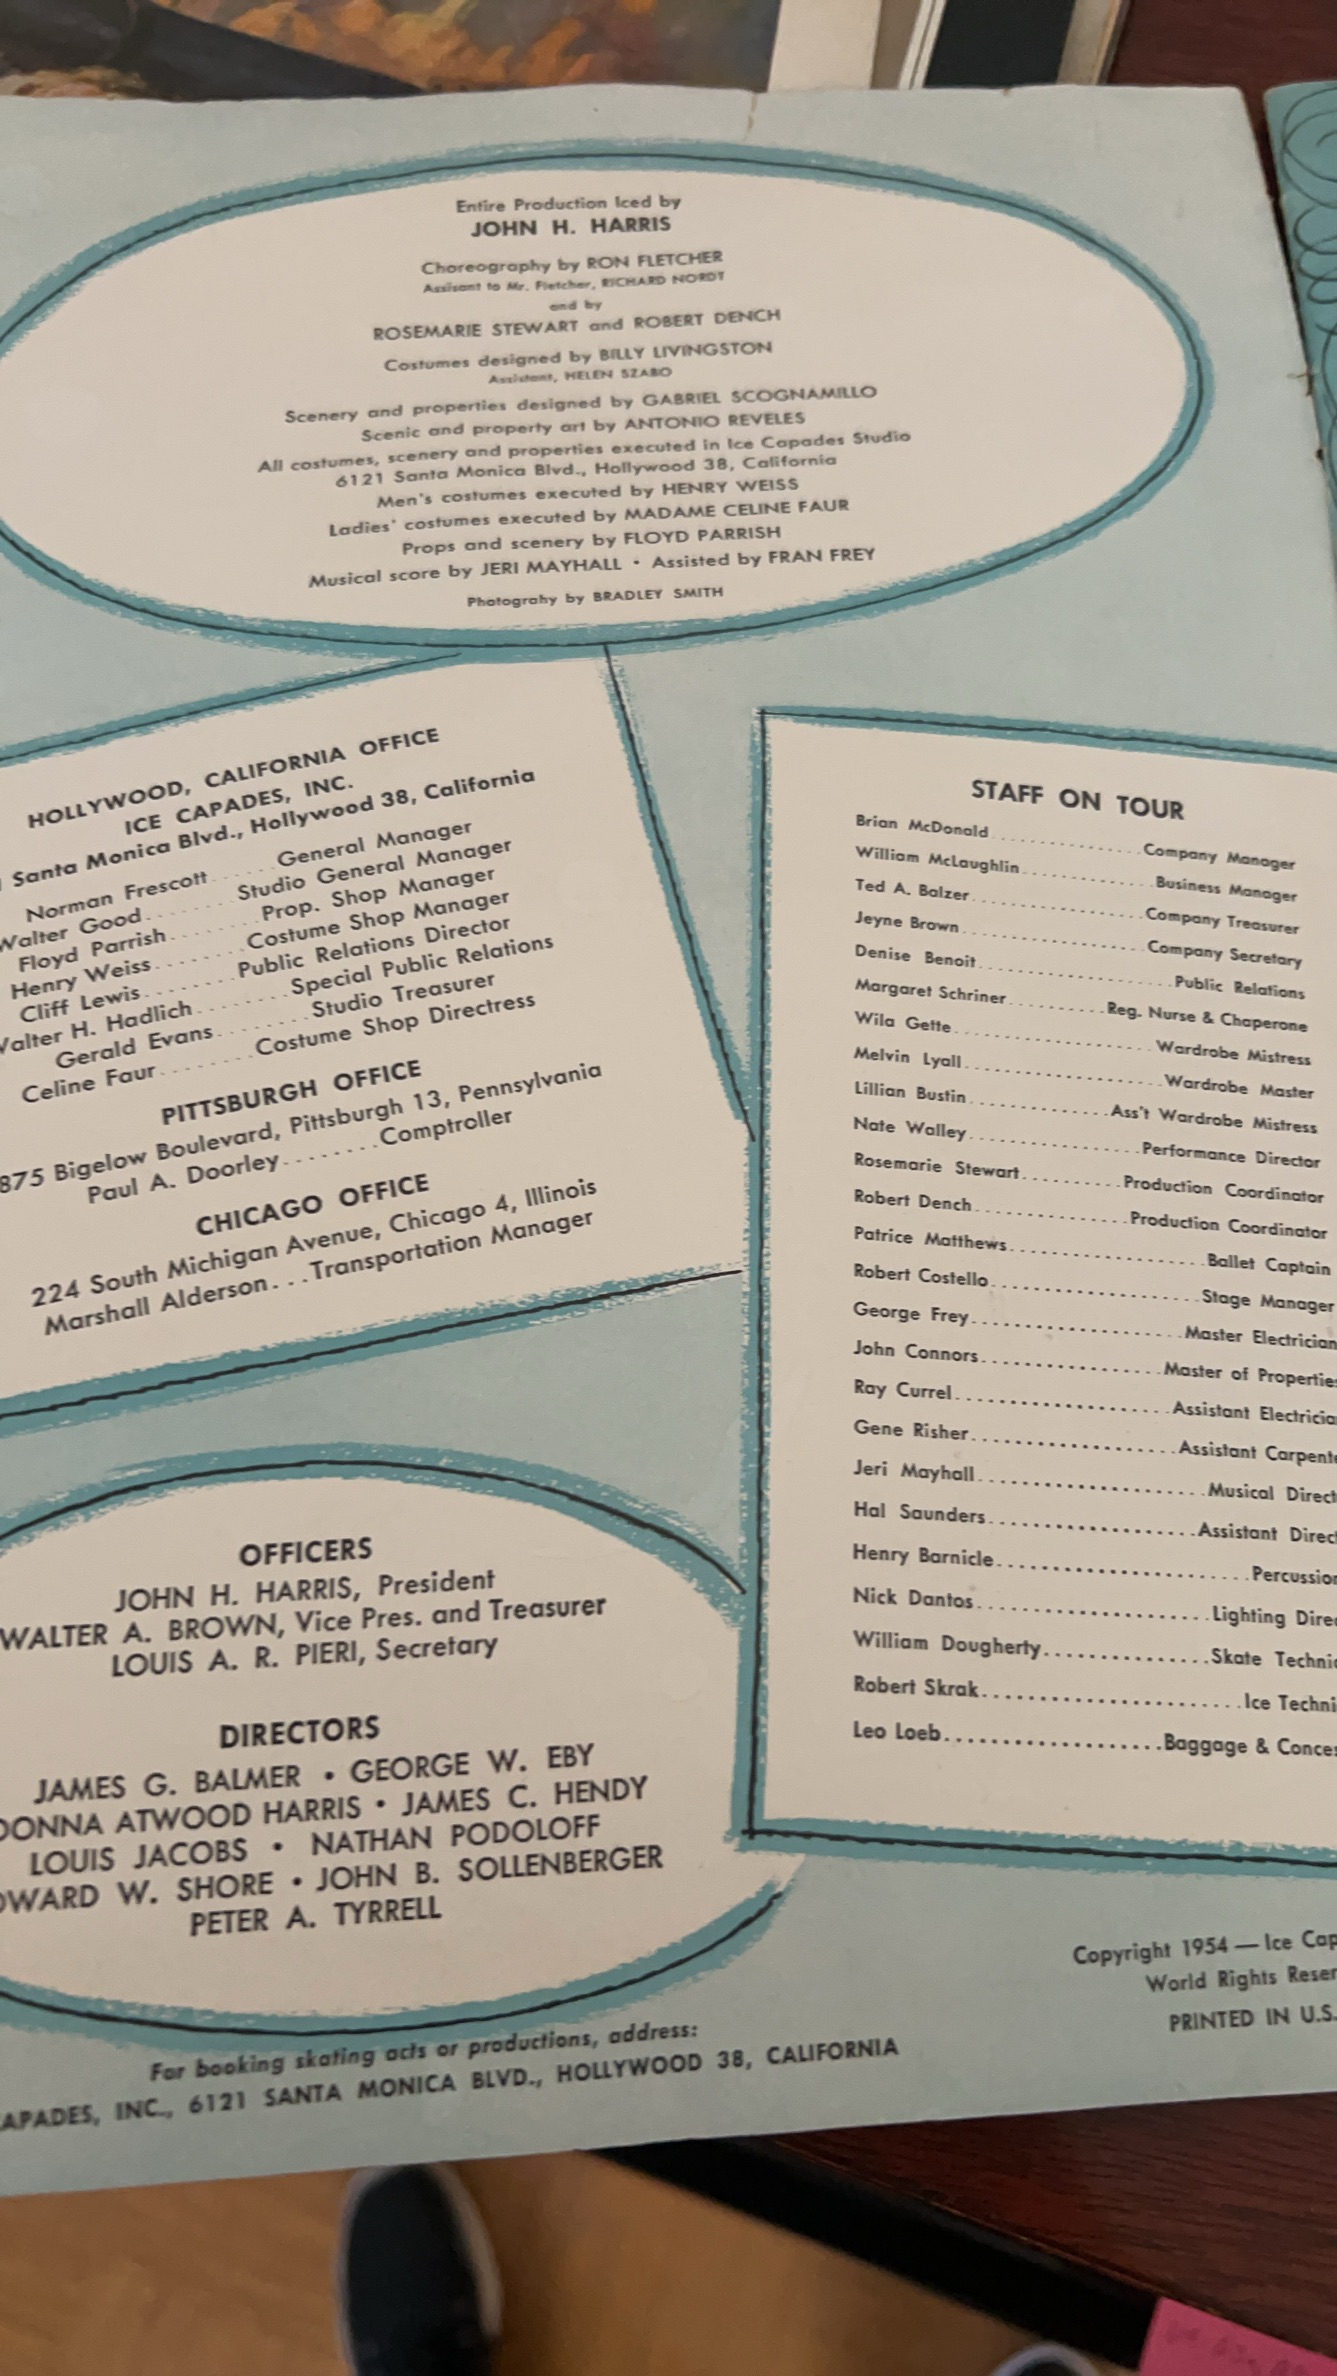 Entire Production Iced by
JOHN H. HARRIS
Choreography by RON FLETCHER
Assisant to Mr. Fletcher, RICHARD NORDT
and by
ROSEMARIE STEWART and ROBERT DENCH
Costumes designed by BILLY LIVINGSTON
Assistant, HELEN SZABO
Scenery and properties designed by GABRIEL SCOGNAMILLO
Scenic and property art by ANTONIO REVELES
All costumes, scenery and properties executed in Ice Capades Studio
6121 Santa Monica Blvd., Hollywood 38, California
Men's costumes executed by HENRY WEISS
Ladies' costumes executed by MADAME CELINE FAUR
Props and scenery by FLOYD PARRISH
Musical score by JERI MAYHALL • Assisted by FRAN FREY
Photograhy by BRADLEY SMITH
HOLLYWOOD, CALIFORNIA OFFICE
ICE CAPADES, INC.
Santa Monica Blvd., Hollywood 38, California
Norman Frescott......General Manager
Walter Good........Studio General Manager
Floyd Parrish........Prop. Shop Manager
Henry Weiss........Costume Shop Manager
Cliff Lewis........Public Relations Director
Walter H. Hadlich........Special Public Relations
Gerald Evans........Studio Treasurer
Celine Faur........Costume Shop Directress
PITTSBURGH OFFICE
875 Bigelow Boulevard, Pittsburgh 13, Pennsylvania
Paul A. Doorley........Comptroller
CHICAGO OFFICE
224 South Michigan Avenue, Chicago 4, Illinois
Marshall Alderson...Transportation Manager
OFFICERS
JOHN H. HARRIS, President
WALTER A. BROWN, Vice Pres. and Treasurer
LOUIS A. R. PIERI, Secretary
DIRECTORS
JAMES G. BALMER • GEORGE W. EBY
DONNA ATWOOD HARRIS • JAMES C. HENDY
LOUIS JACOBS • NATHAN PODOLOFF
DWARD W. SHORE • JOHN B. SOLLENBERGER
PETER A. TYRRELL
STAFF ON TOUR
Brian McDonald..................Company Manager
William McLaughlin................Business Manager
Ted A. Balzer.....................Company Treasurer
Jeyne Brown......................Company Secretary
Denise Benoit.......................Public Relations
Margaret Schriner.........Reg. Nurse & Chaperone
Wila Gette.......................Wardrobe Mistress
Melvin Lyall......................Wardrobe Master
Lillian Bustin................Ass't Wardrobe Mistress
Nate Walley....................Performance Director
Rosemarie Stewart..........Production Coordinator
Robert Dench.................Production Coordinator
Patrice Matthews.....................Ballet Captain
Robert Costello......................Stage Manager
George Frey........................Master Electrician
John Connors....................Master of Propertie
Ray Currel........................Assistant Electricia
Gene Risher.......................Assistant Carpent
Jeri Mayhall........................Musical Direct
Hal Saunders.......................Assistant Direct
Henry Barnicle..........................Percussion
Nick Dantos.........................Lighting Direc
William Dougherty................Skate Technic
Robert Skrak........................Ice Techni
Leo Loeb....................Baggage & Conces
Copyright 1954 — Ice Cap
World Rights Reser
PRINTED IN U.S.
For booking skating acts or productions, address:
CAPADES, INC., 6121 SANTA MONICA BLVD., HOLLYWOOD 38, CALIFORNIA